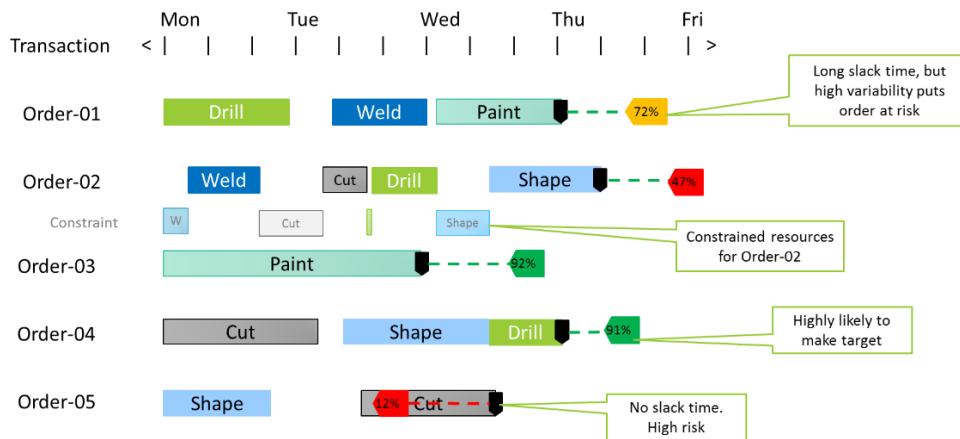 Mon Tue Wed Thu Fri
Transaction < | | | | | | | | | | | | | >
Long slack time, but
high variability puts
order at risk
Order-01 Drill Weld Paint 72%
Order-02 Weld Cut Drill Shape 47%
Constraint W Cut Shape
Constrained resources
for Order-02
Order-03 Paint 92%
Order-04 Cut Shape Drill 91%
Highly likely to
make target
Order-05 Shape 12% Cut
No slack time.
High risk